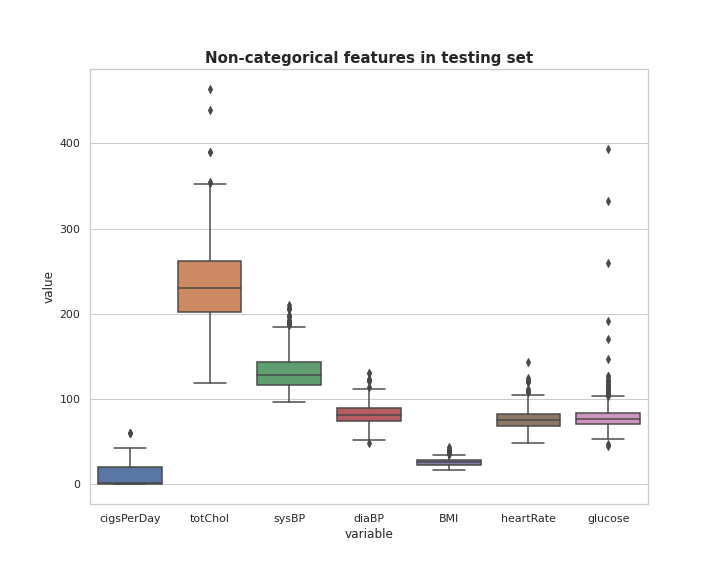 Non-categorical features in testing set
400
300
200
100
0
value
cigsPerDay totChol sysBP diaBP BMI heartRate glucose
variable